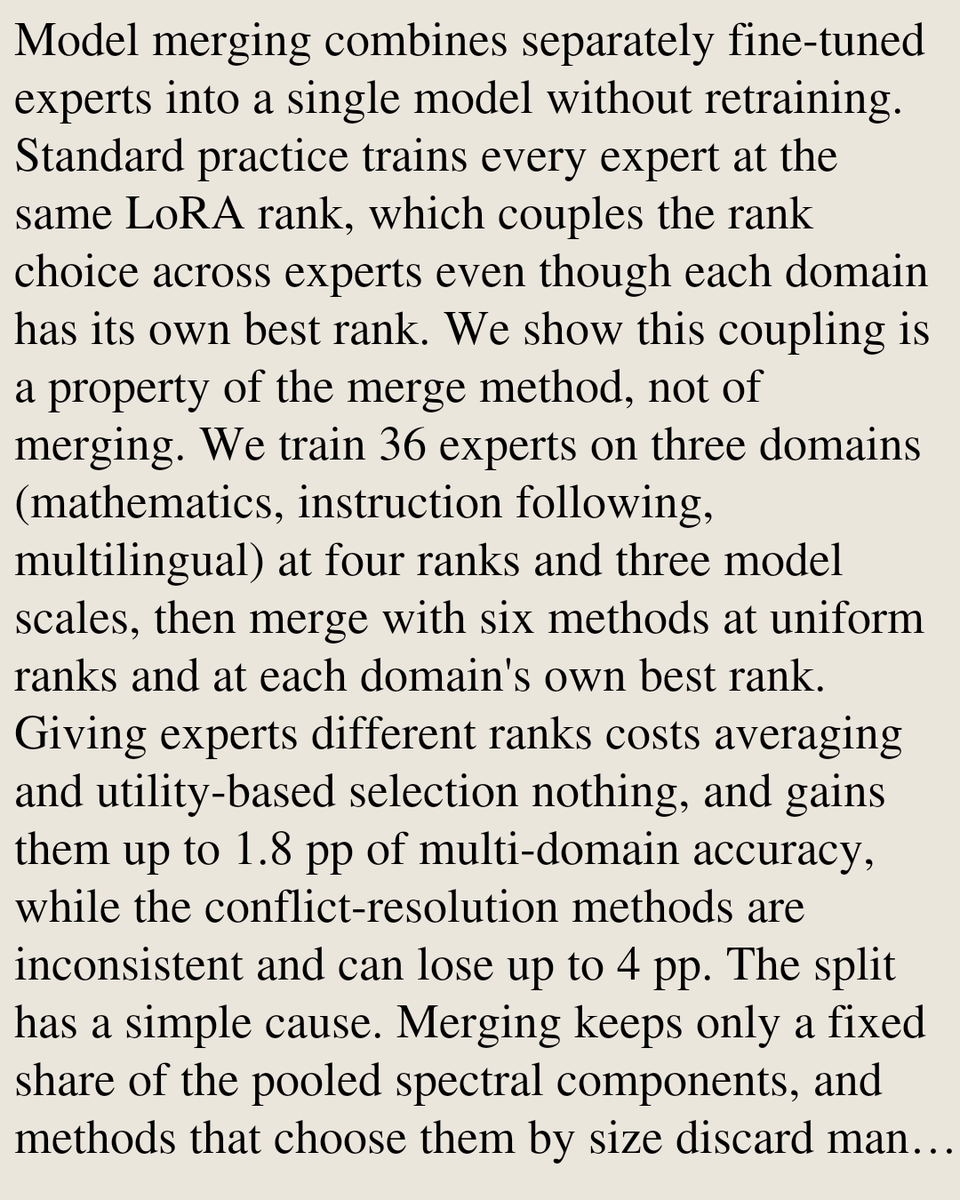 Model merging combines separately fine-tuned
experts into a single model without retraining.
Standard practice trains every expert at the
same LoRA rank, which couples the rank
choice across experts even though each domain
has its own best rank. We show this coupling is
a property of the merge method, not of
merging. We train 36 experts on three domains
(mathematics, instruction following,
multilingual) at four ranks and three model
scales, then merge with six methods at uniform
ranks and at each domain's own best rank.
Giving experts different ranks costs averaging
and utility-based selection nothing, and gains
them up to 1.8 pp of multi-domain accuracy,
while the conflict-resolution methods are
inconsistent and can lose up to 4 pp. The split
has a simple cause. Merging keeps only a fixed
share of the pooled spectral components, and
methods that choose them by size discard man…